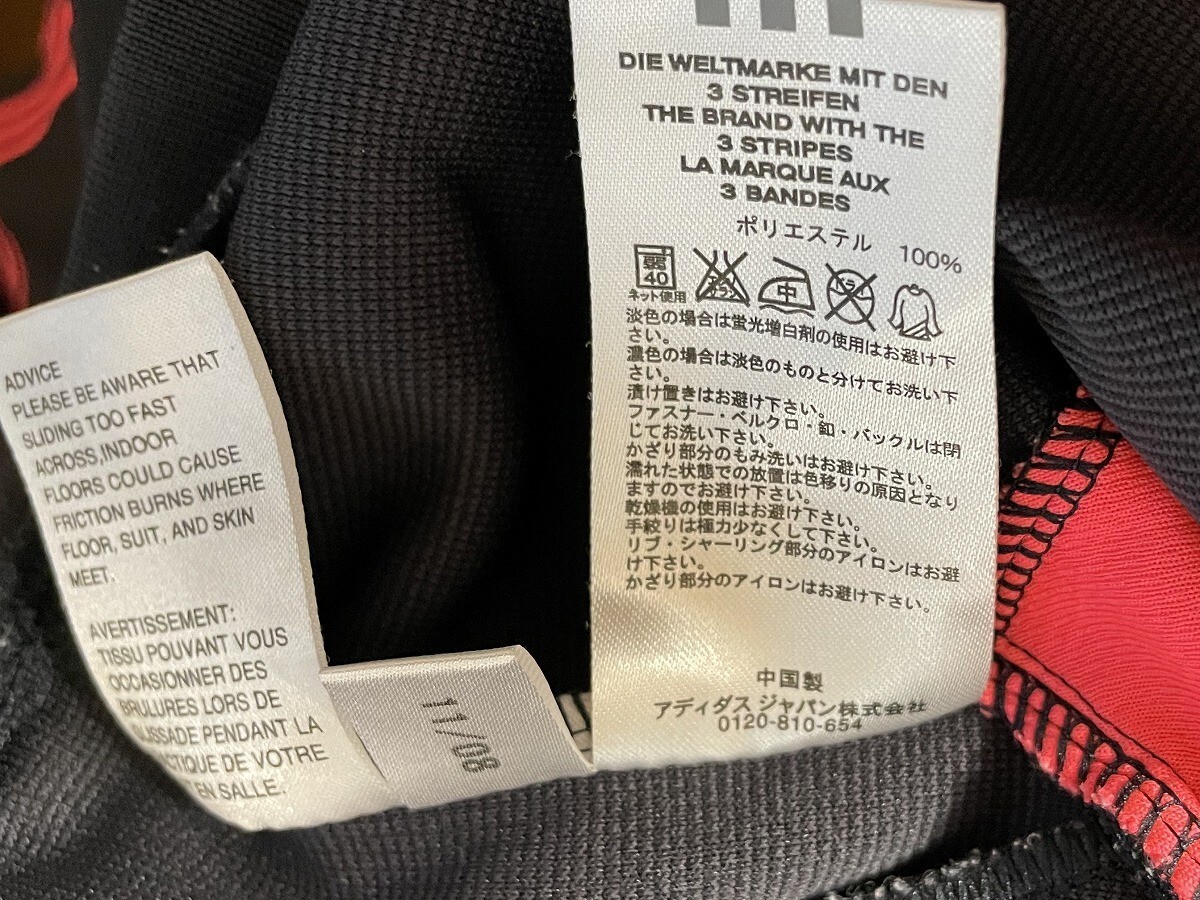 ADVICE
PLEASE BE AWARE THAT
SLIDING TOO FAST
ACROSS,INDOOR
FLOORS COULD CAUSE
FRICTION BURNS WHERE
FLOOR, SUIT, AND SKIN
MEET.
AVERTISSEMENT:
TISSU POUVANT VOUS
OCCASIONNER DES
BRULURES LORS DE
GLISSADE PENDANT LA
DE VOTRE
EN SALLE.
11/08
DIE WELTMARKE MIT DEN
3 STREIFEN
THE BRAND WITH THE
3 STRIPES
LA MARQUE AUX
3 BANDES
ポリエステル 100%
弱
40
中
ネット使用
淡色の場合は蛍光増白剤の使用はお避け下
さい。
濃色の場合は淡色のものと分けてお洗い下
さい。
漬け置きはお避け下さい。
ファスナー・ベルクロ・釦・バックルは閉
じてお洗い下さい。
かざり部分のもみ洗いはお避け下さい。
濡れた状態での放置は色移りの原因となり
ますのでお避け下さい。
乾燥機の使用はお避け下さい。
手絞りは極力少なくして下さい。
リブ・シャーリング部分のアイロンはお避
け下さい。
かざり部分のアイロンはお避け下さい。
中国製
アディダス ジャパン株式会社
0120-810-654